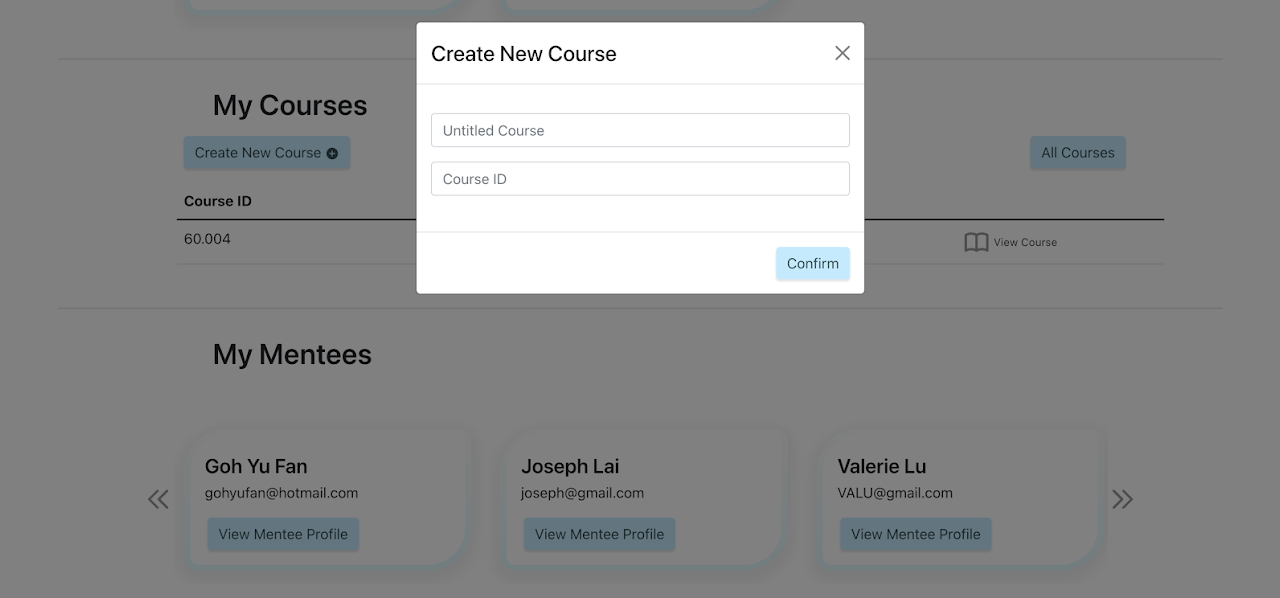 Create New Course
Untitled Course
Course ID
Confirm
My Courses
Create New Course
All Courses
Course ID
60.004
View Course
My Mentees
Goh Yu Fan
gohyufan@hotmail.com
View Mentee Profile
Joseph Lai
joseph@gmail.com
View Mentee Profile
Valerie Lu
VALU@gmail.com
View Mentee Profile